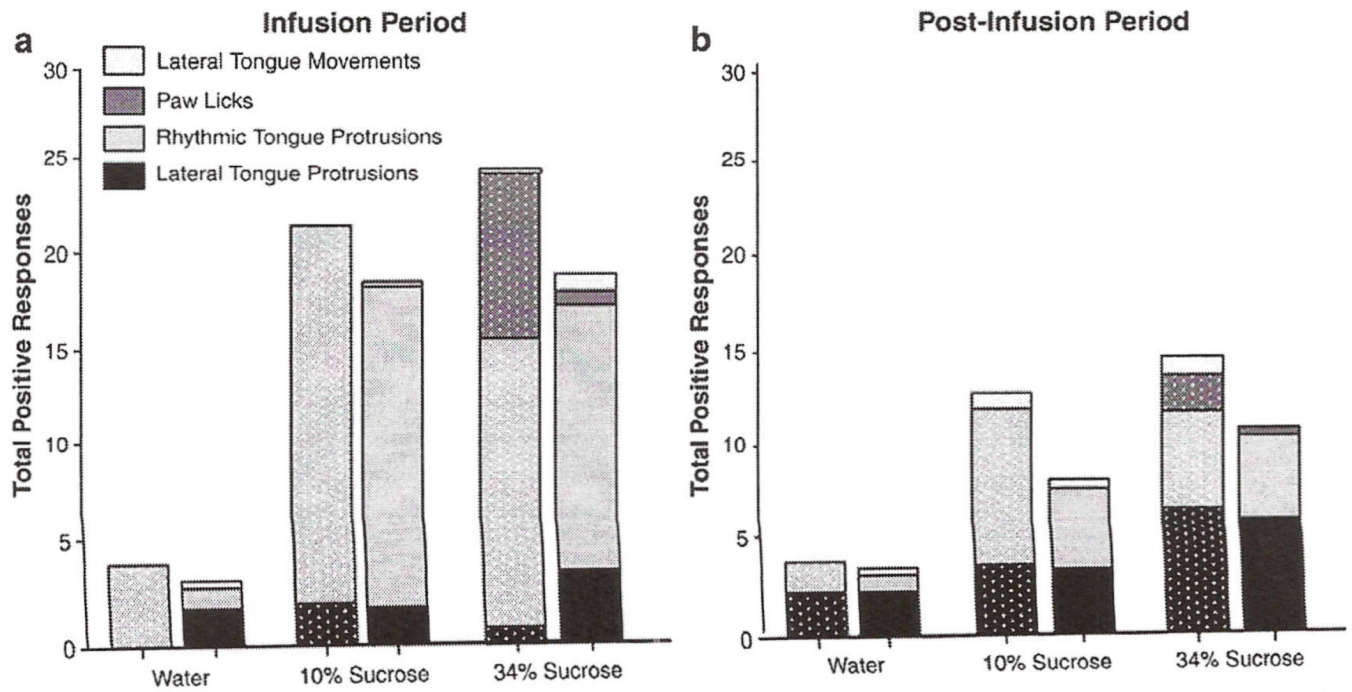 a
Infusion Period
Lateral Tongue Movements
Paw Licks
Rhythmic Tongue Protrusions
Lateral Tongue Protrusions
Total Positive Responses
30
25
20
15
10
5
0
Water
10% Sucrose
34% Sucrose
b
Post-Infusion Period
Total Positive Responses
30
25
20
15
10
5
0
Water
10% Sucrose
34% Sucrose